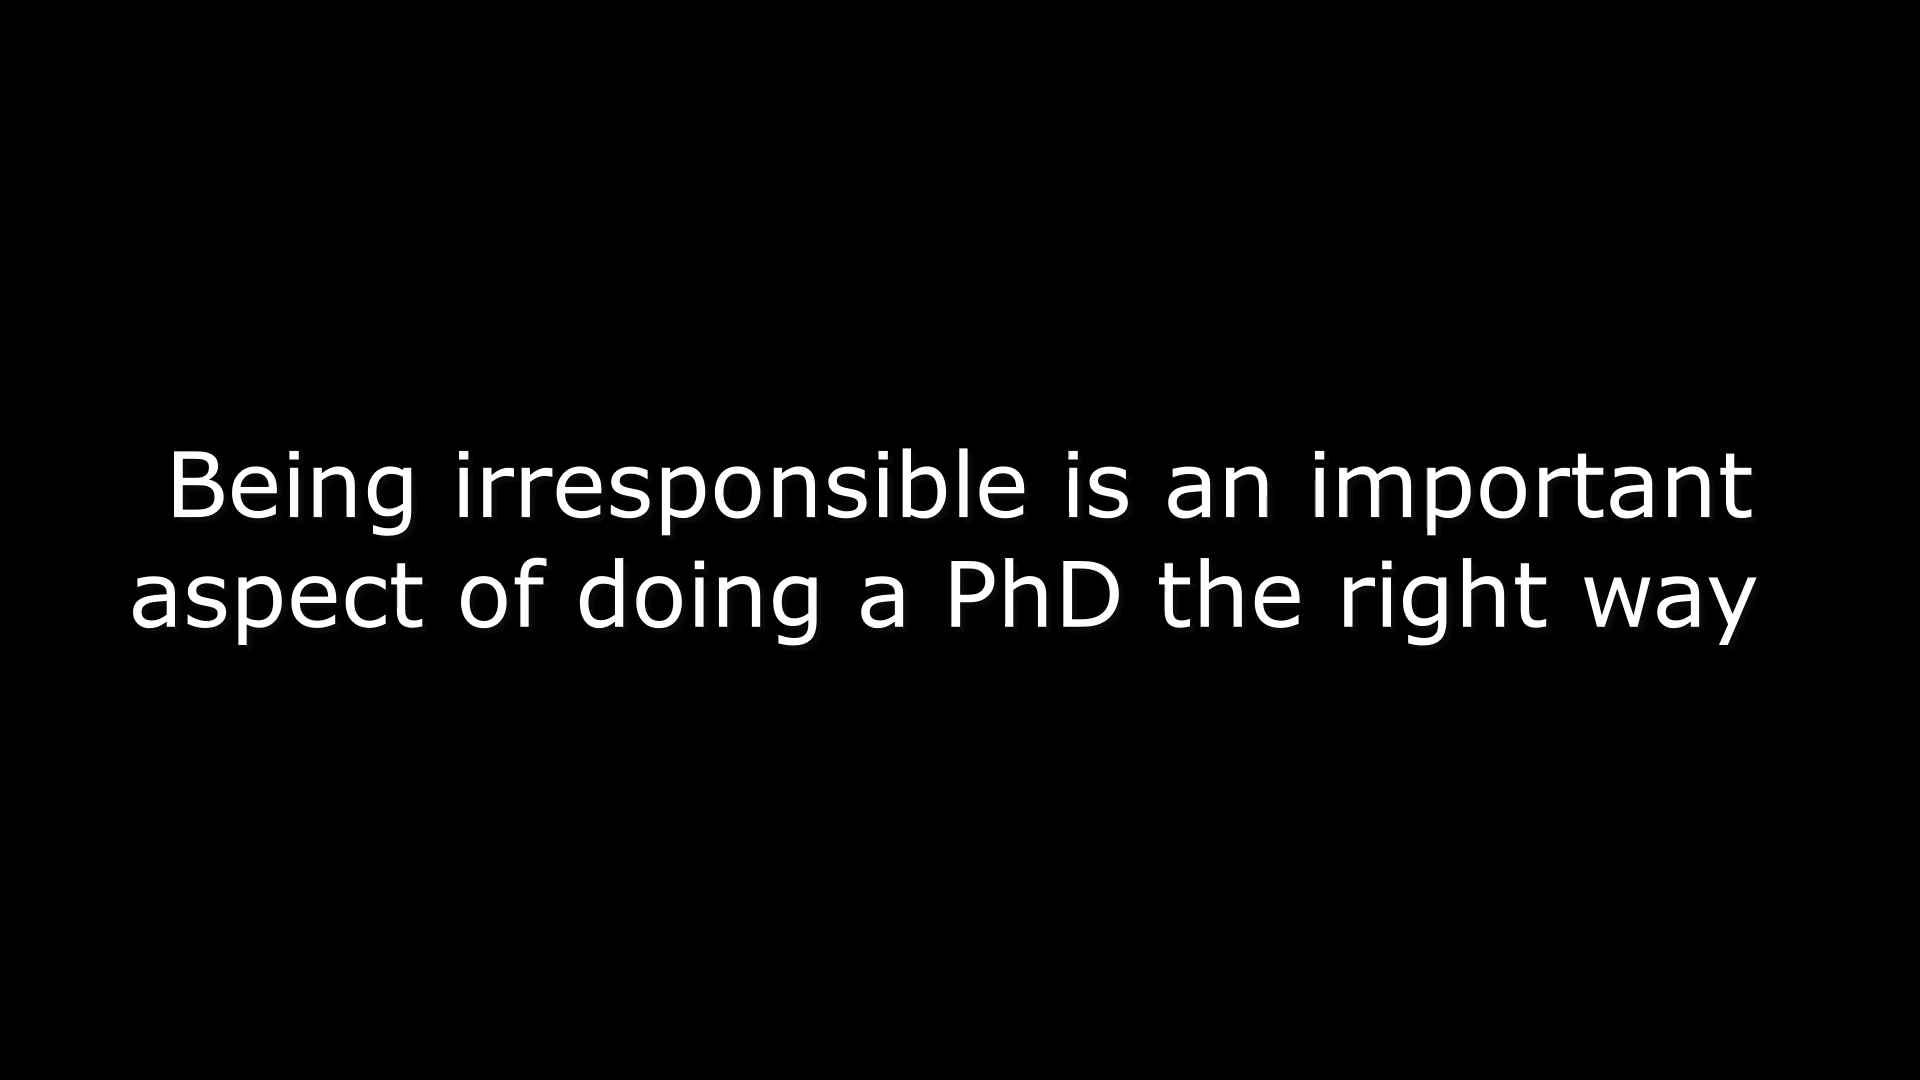 Being irresponsible is an important
aspect of doing a PhD the right way